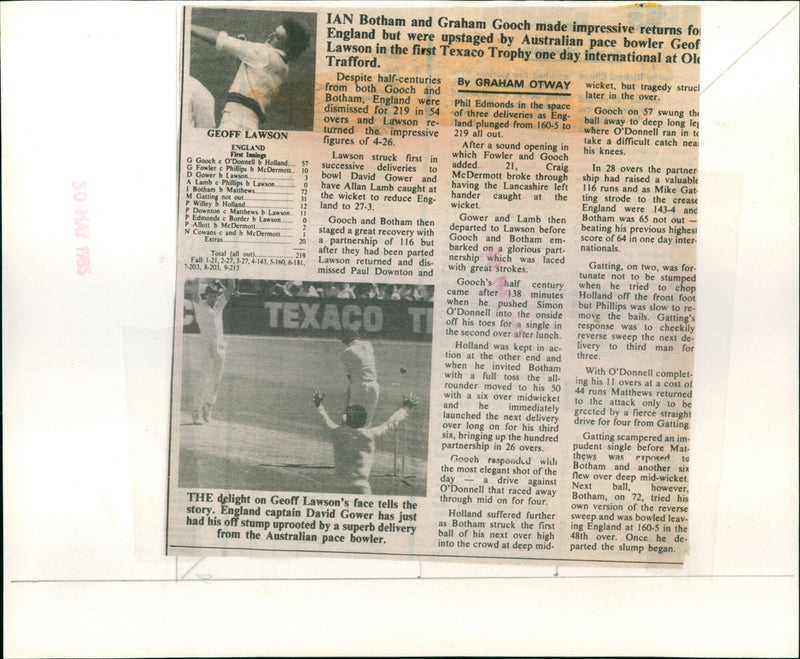 IAN Botham and Graham Gooch made impressive returns fo
England but were upstaged by Australian pace bowler Geof
Lawson in the first Texaco Trophy one day international at Ol
Trafford.
GEOFF LAWSON
ENGLAND
First Innings
G Gooch c O'Donnell b Holland.... 57
G Fowler c Phillips b McDermott.. 10
D Gower b Lawson.................. 3
A Lamb c Phillips b Lawson........ 0
I Botham b Matthews............... 72
M Gatting not out................. 31
P Willey b Holland................ 12
P Downton c Matthews b Lawson. 11
P Edmonds c Border b Lawson..... 0
P Allott b McDermott.............. 2
N Cowans c and b McDermott...... 1
Extras.................... 20
Total (all out)............. 219
Fall: 1-21, 2-27, 3-27, 4-143, 5-160, 6-181,
7-203, 8-203, 9-213
Despite half-centuries
from both Gooch and
Botham, England were
dismissed for 219 in 54
overs and Lawson re-
turned the impressive
figures of 4-26.
Lawson struck first in
successive deliveries to
bowl David Gower and
have Allan Lamb caught at
the wicket to reduce Eng-
land to 27-3.
Gooch and Botham then
staged a great recovery with
a partnership of 116 but
after they had been parted
Lawson returned and dis-
missed Paul Downton and
By GRAHAM OTWAY
Phil Edmonds in the space
of three deliveries as Eng-
land plunged from 160-5 to
219 all out.
After a sound opening in
which Fowler and Gooch
added 21, Craig
McDermott broke through
having the Lancashire left
hander caught at the
wicket.
Gower and Lamb then
departed to Lawson before
Gooch and Botham em-
barked on a glorious part-
nership which was laced
with great strokes.
Gooch's half century
came after 138 minutes
when he pushed Simon
O'Donnell into the onside
off his toes for a single in
the second over after lunch.
Holland was kept in ac-
tion at the other end and
when he invited Botham
with a full toss the all-
rounder moved to his 50
with a six over midwicket
and he immediately
launched the next delivery
over long on for his third
six, bringing up the hundred
partnership in 26 overs.
Gooch responded with
the most elegant shot of the
day — a drive against
O'Donnell that raced away
through mid on for four.
Holland suffered further
as Botham struck the first
ball of his next over high
into the crowd at deep mid-
wicket, but tragedy struc
later in the over.
Gooch on 57 swung th
ball away to deep long le
where O'Donnell ran in to
take a difficult catch nea
his knees.
In 28 overs the partner-
ship had raised a valuabl
116 runs and as Mike Gat-
ting strode to the crease
England were 143-4 and
Botham was 65 not out —
beating his previous highes
score of 64 in one day inter-
nationals.
Gatting, on two, was for-
tunate not to be stumped
when he tried to chop
Holland off the front foot
but Phillips was slow to re-
move the bails. Gatting's
response was to cheekily
reverse sweep the next de-
livery to third man for
three.
With O'Donnell complet-
ing his 11 overs at a cost of
44 runs Matthews returned
to the attack only to be
greeted by a fierce straight
drive for four from Gatting.
Gatting scampered an im-
pudent single before Mat-
thews was exposed to
Botham and another six
flew over deep mid-wicket.
Next ball, however,
Botham, on 72, tried his
own version of the reverse
sweep and was bowled leav-
ing England at 160-5 in the
48th over. Once he de-
parted the slump began.
TEXACO T
THE delight on Geoff Lawson's face tells the
story. England captain David Gower has just
had his off stump uprooted by a superb delivery
from the Australian pace bowler.
30 MAY 1985